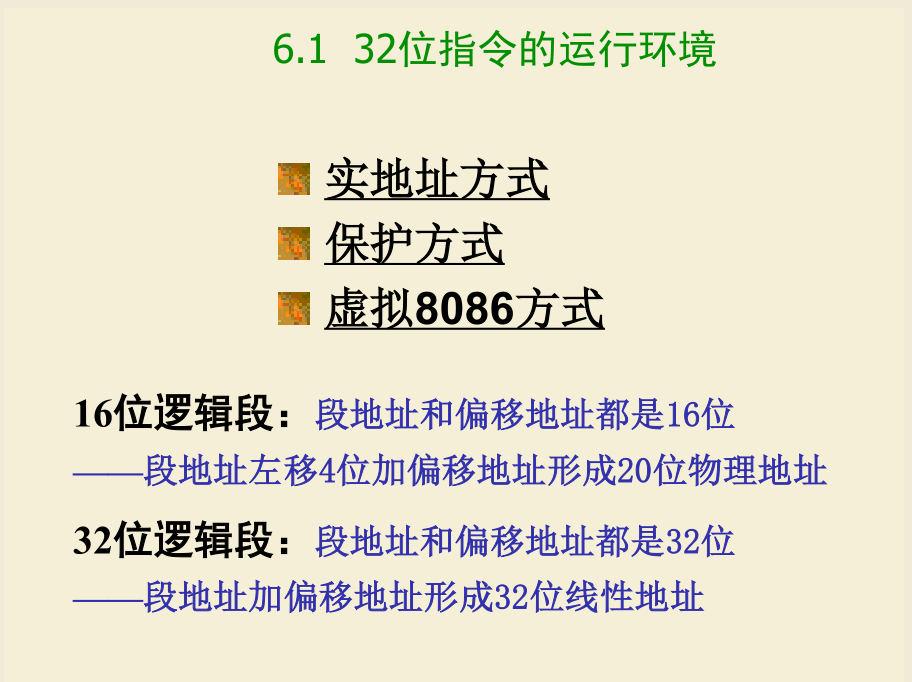 6.1 32位指令的运行环境
实地址方式
保护方式
虚拟8086方式
16位逻辑段：段地址和偏移地址都是16位
——段地址左移4位加偏移地址形成20位物理地址
32位逻辑段：段地址和偏移地址都是32位
——段地址加偏移地址形成32位线性地址